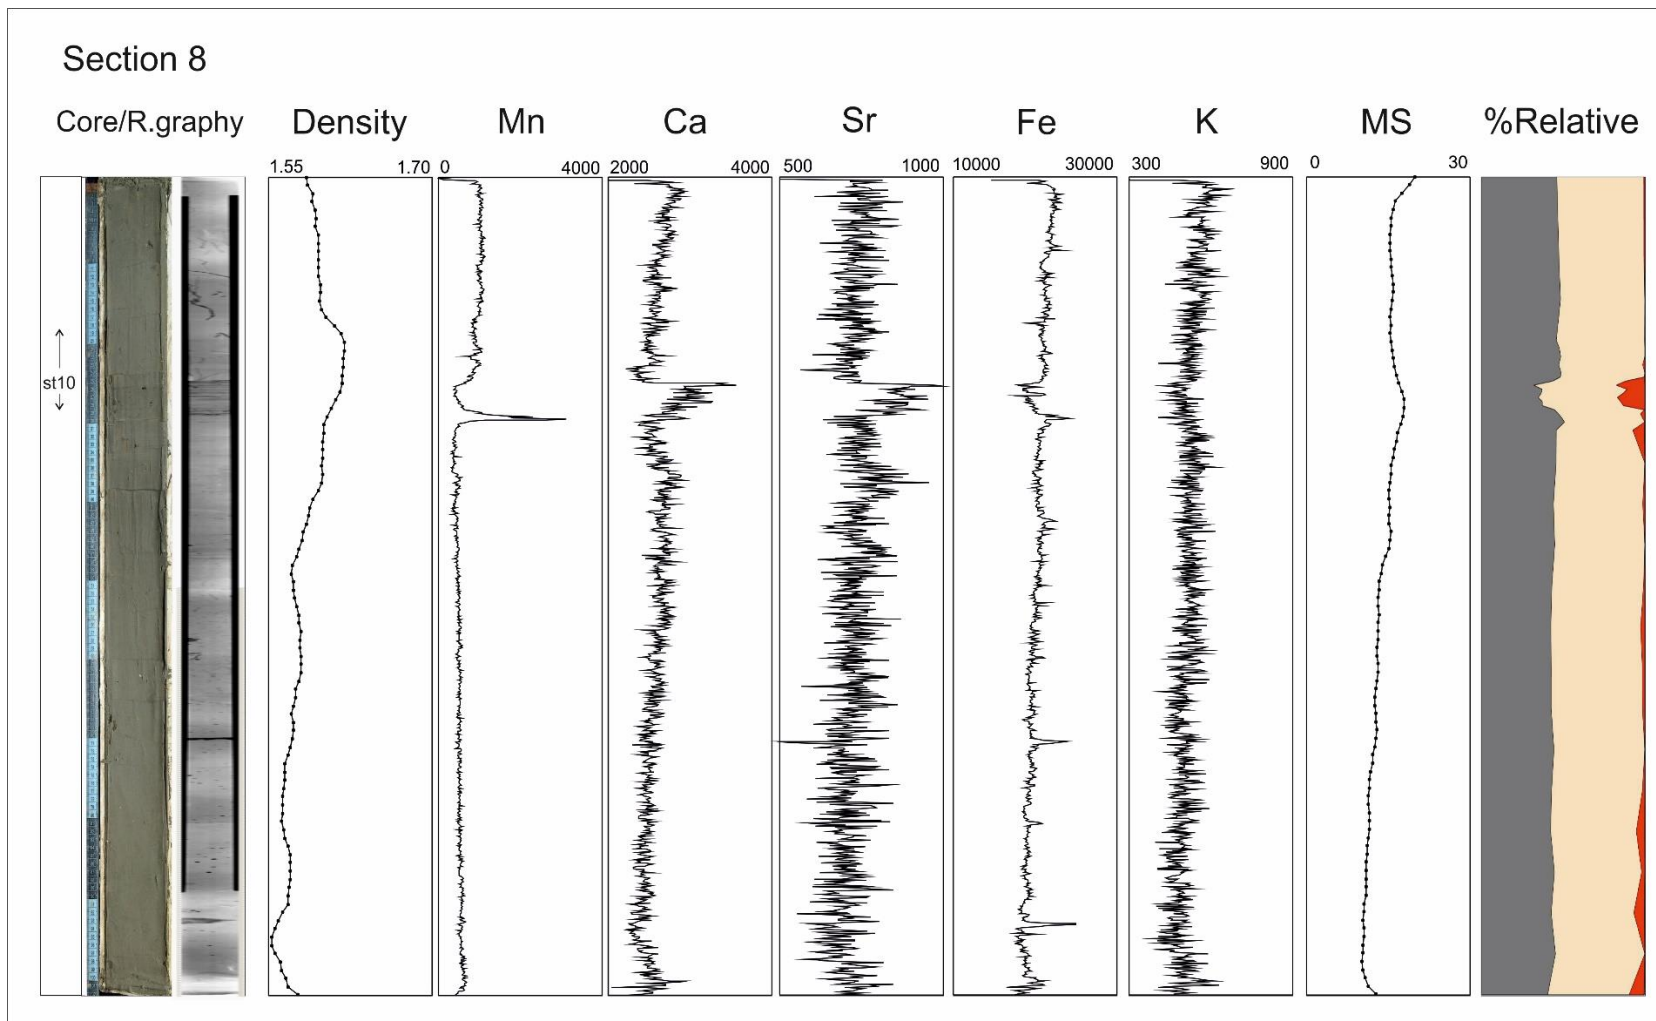 Section 8
Core/R.graphy Density Mn Ca Sr Fe K MS %Relative
1.55 1.70 0 4000 2000 4000 500 1000 10000 30000 300 900 0 30
st10